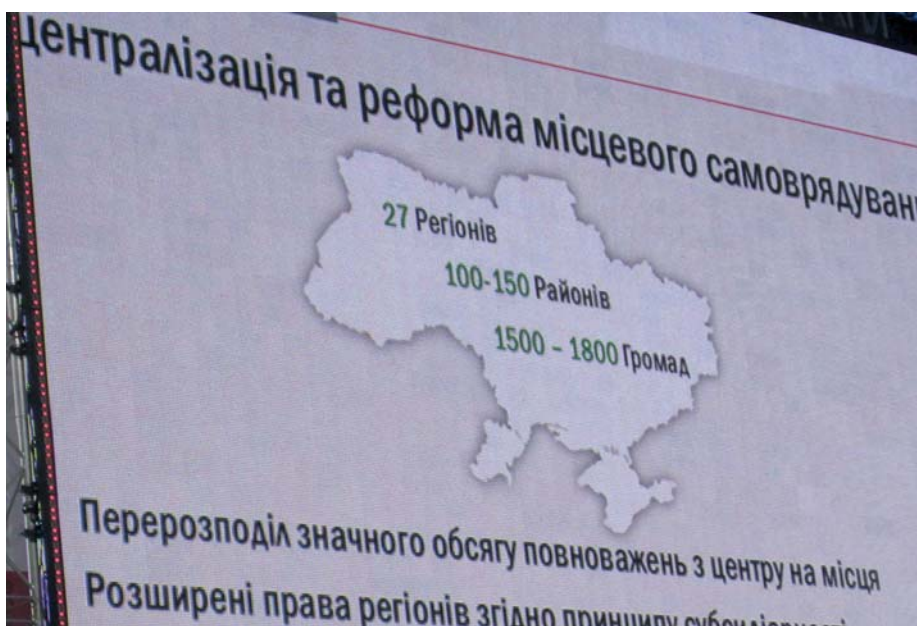 централізація та реформа місцевого самоврядуван
27 Регіонів
100-150 Районів
1500 – 1800 Громад
Перерозподіл значного обсягу повноважень з центру на місця
Розширені права регіонів згідно принципу